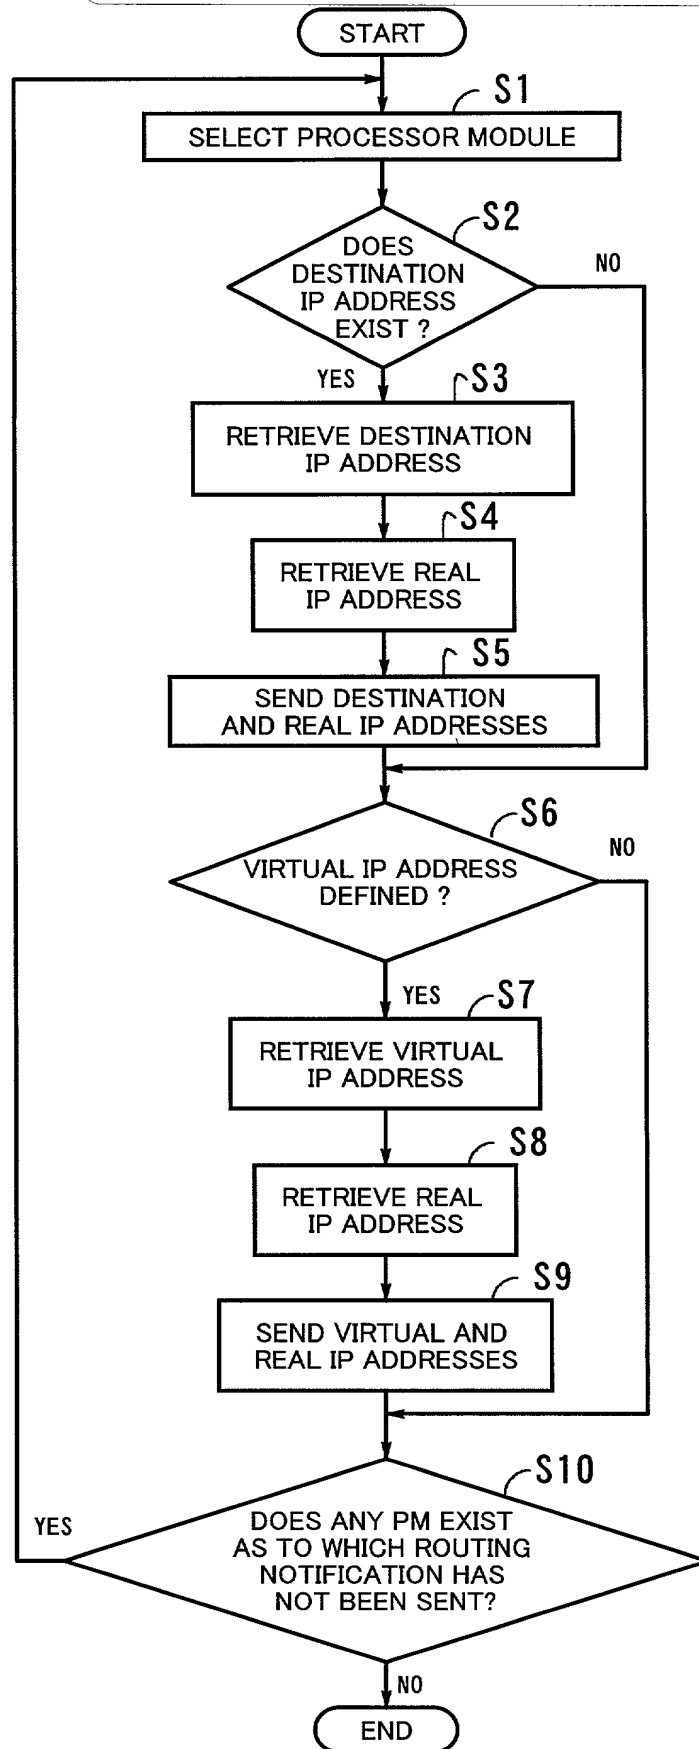 START
S1
SELECT PROCESSOR MODULE
S2
DOES
DESTINATION
IP ADDRESS
EXIST ?
NO
YES
S3
RETRIEVE DESTINATION
IP ADDRESS
S4
RETRIEVE REAL
IP ADDRESS
S5
SEND DESTINATION
AND REAL IP ADDRESSES
S6
VIRTUAL IP ADDRESS
DEFINED ?
NO
YES
S7
RETRIEVE VIRTUAL
IP ADDRESS
S8
RETRIEVE REAL
IP ADDRESS
S9
SEND VIRTUAL AND
REAL IP ADDRESSES
S10
YES
DOES ANY PM EXIST
AS TO WHICH ROUTING
NOTIFICATION HAS
NOT BEEN SENT?
NO
END